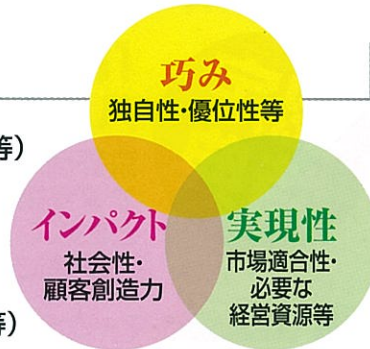 巧み
独自性・優位性等
等）
インパクト
社会性・
顧客創造力
実現性
市場適合性・
必要な
経営資源等
等）